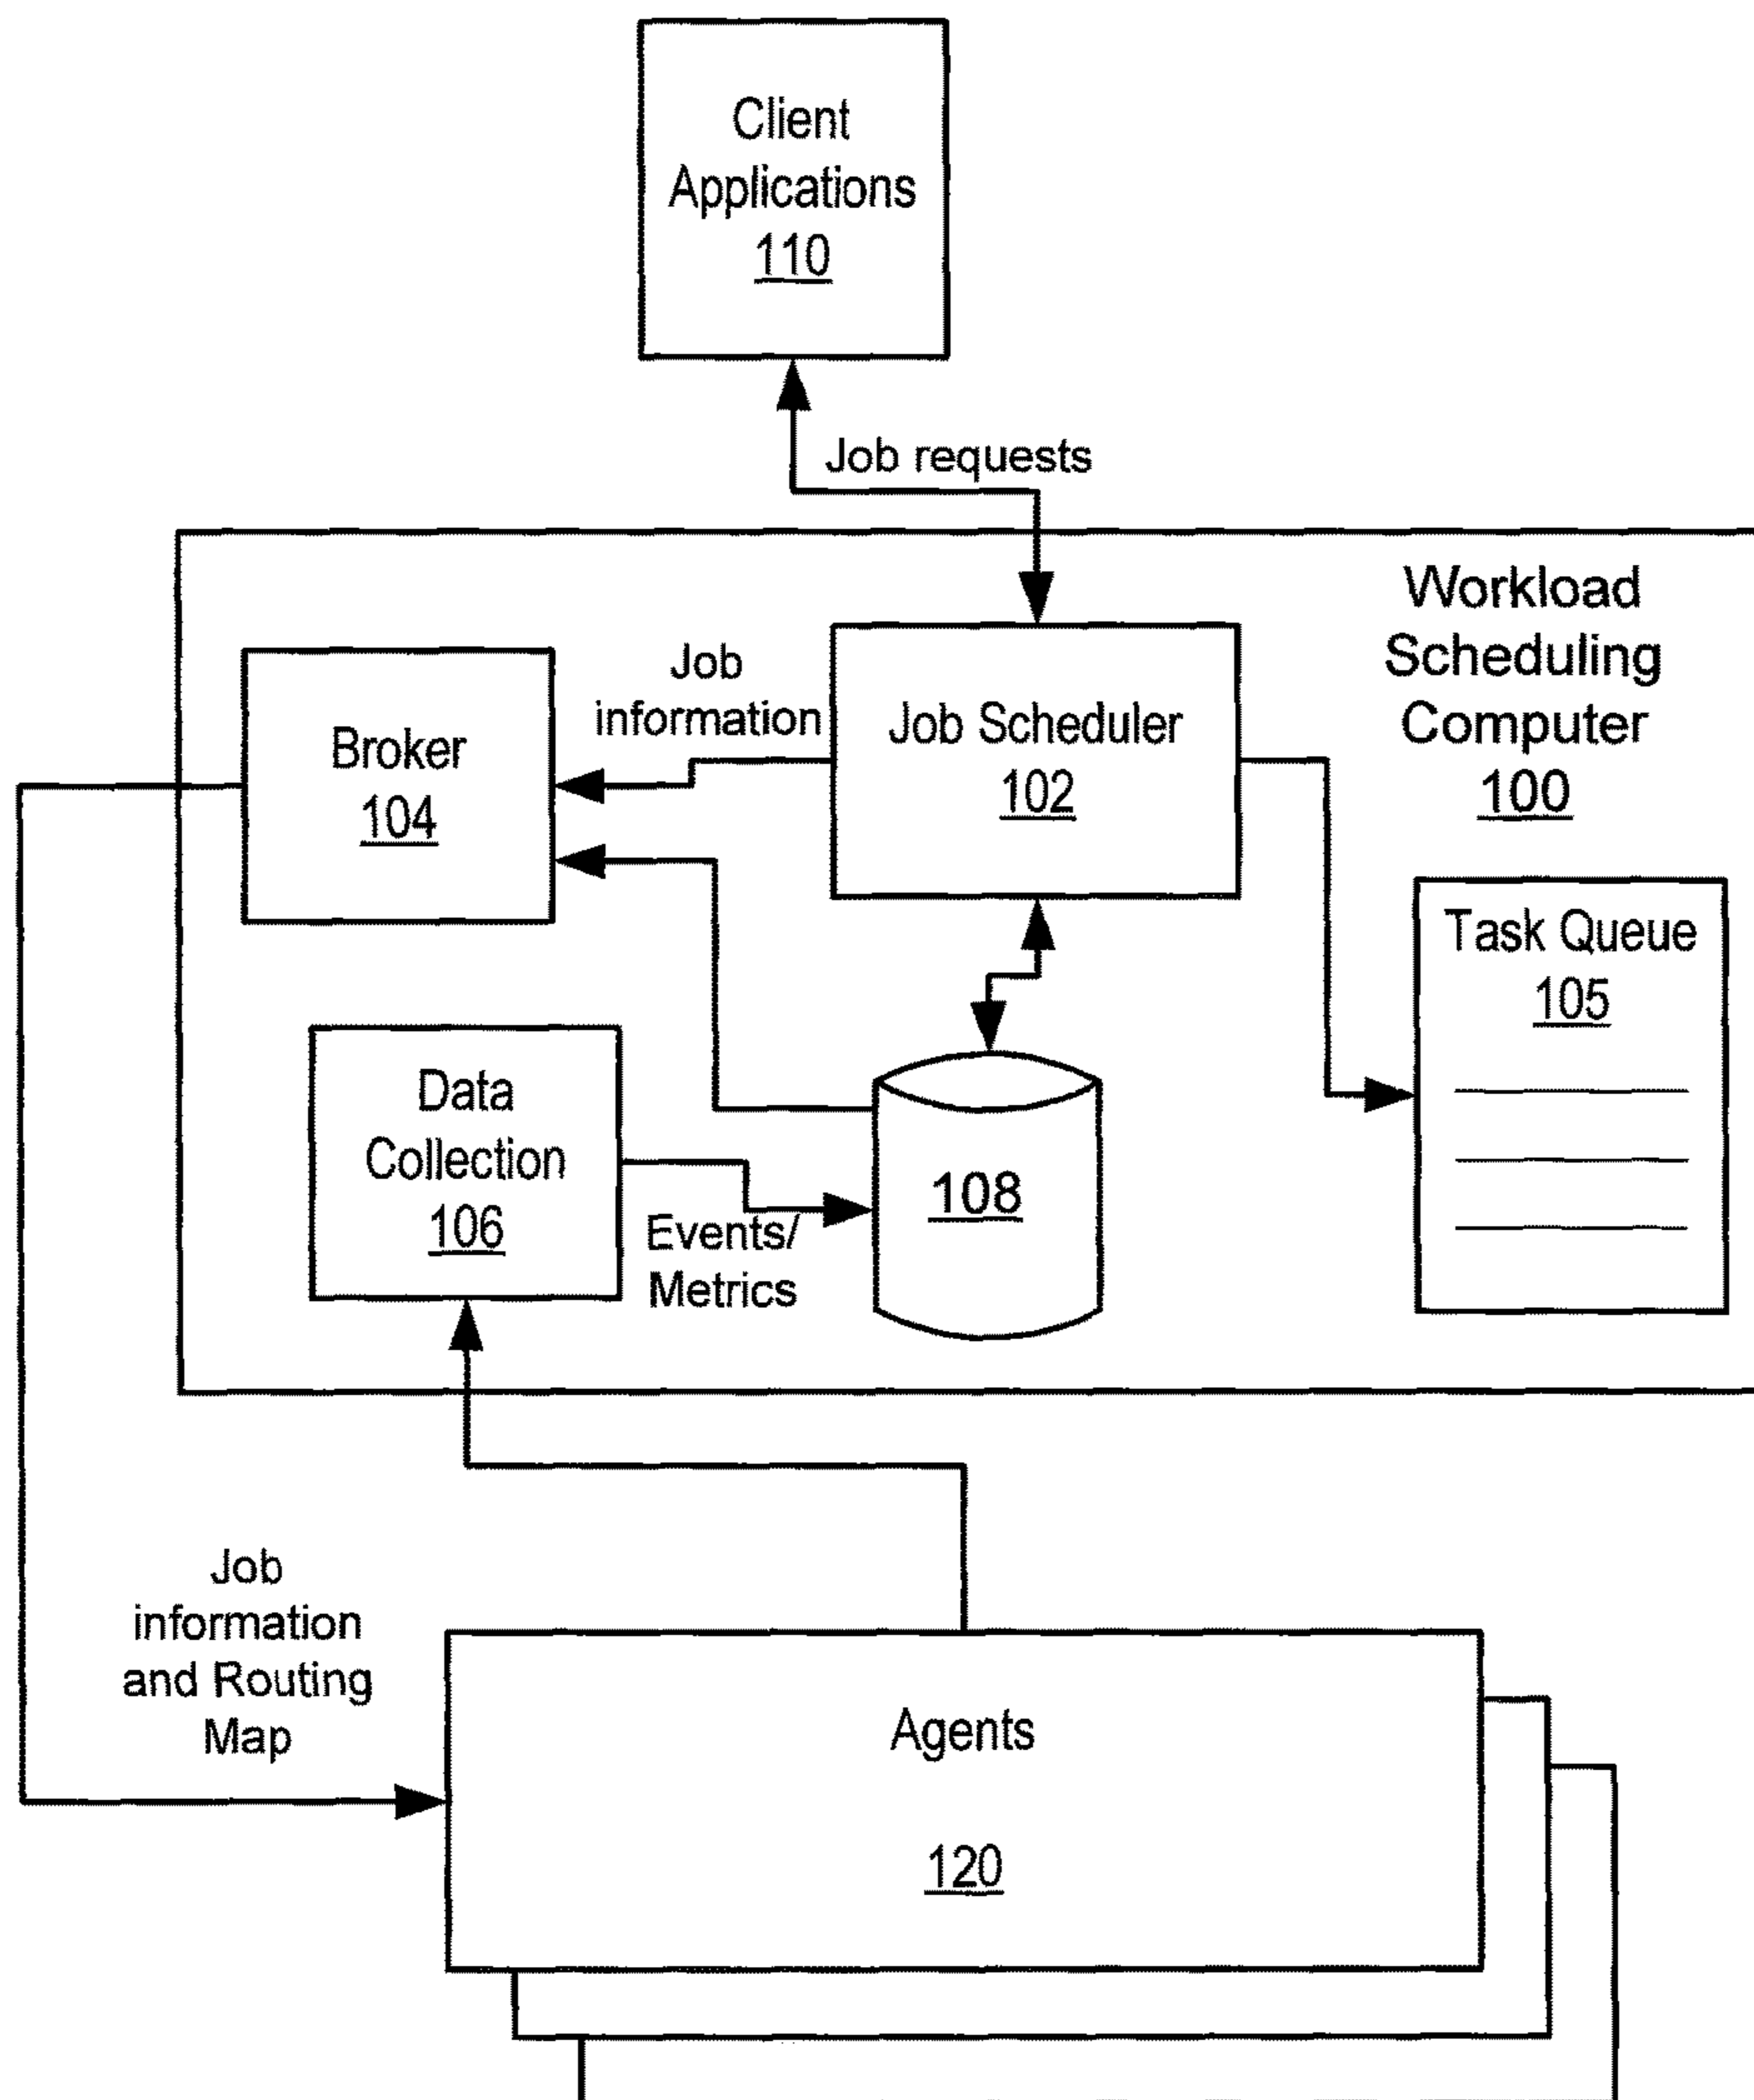 Client
Applications
110
Job requests
Workload
Scheduling
Computer
100
Job
information
Job Scheduler
102
Broker
104
Task Queue
105
Data
Collection
106
Events/
Metrics
108
Job
information
and Routing
Map
Agents
120